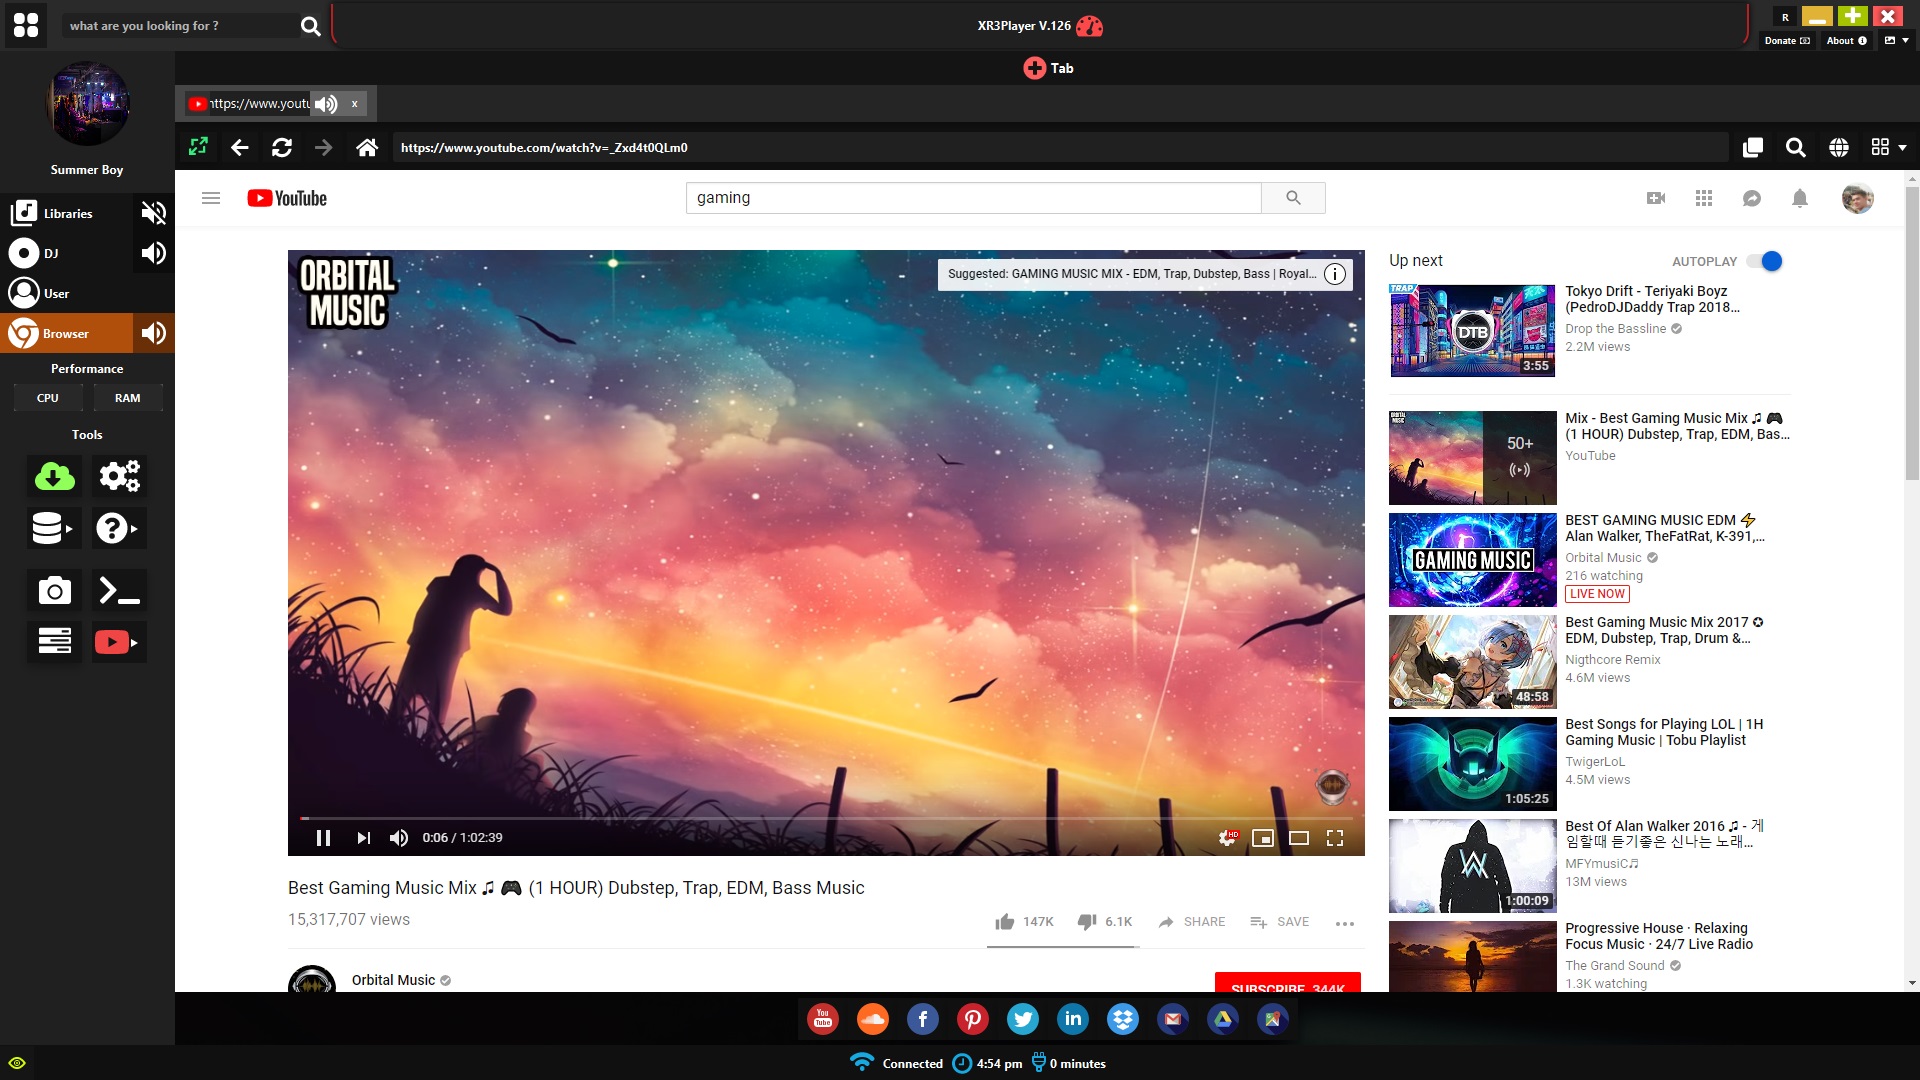 what are you looking for ?
XR3Player V.126
R
Donate
About
Tab
https://www.youtu
x
https://www.youtube.com/watch?v=_Zxd4t0QLm0
Summer Boy
Libraries
DJ
User
Browser
Performance
CPU
RAM
Tools
YouTube
gaming
ORBITAL
MUSIC
Suggested: GAMING MUSIC MIX - EDM, Trap, Dubstep, Bass | Royal...
0:06 / 1:02:39
HD
Best Gaming Music Mix ♫ 🎮 (1 HOUR) Dubstep, Trap, EDM, Bass Music
15,317,707 views
147K
6.1K
SHARE
SAVE
Orbital Music
SUBSCRIBE 344K
Up next
AUTOPLAY
TRAP
DTB
3:55
Tokyo Drift - Teriyaki Boyz
(PedroDJDaddy Trap 2018...
Drop the Bassline
2.2M views
ORBITAL
MUSIC
50+
Mix - Best Gaming Music Mix ♫ 🎮
(1 HOUR) Dubstep, Trap, EDM, Bas...
YouTube
GAMING MUSIC
BEST GAMING MUSIC EDM ⚡
Alan Walker, TheFatRat, K-391,...
Orbital Music
216 watching
LIVE NOW
48:58
Best Gaming Music Mix 2017 ✪
EDM, Dubstep, Trap, Drum &...
Nigthcore Remix
4.6M views
1:05:25
Best Songs for Playing LOL | 1H
Gaming Music | Tobu Playlist
TwigerLoL
4.5M views
1:00:09
Best Of Alan Walker 2016 ♫ - 게
임할때 듣기좋은 신나는 노래...
MFYmusiC♬
13M views
Progressive House · Relaxing
Focus Music · 24/7 Live Radio
The Grand Sound
1.3K watching
You
Tube
Connected
4:54 pm
0 minutes